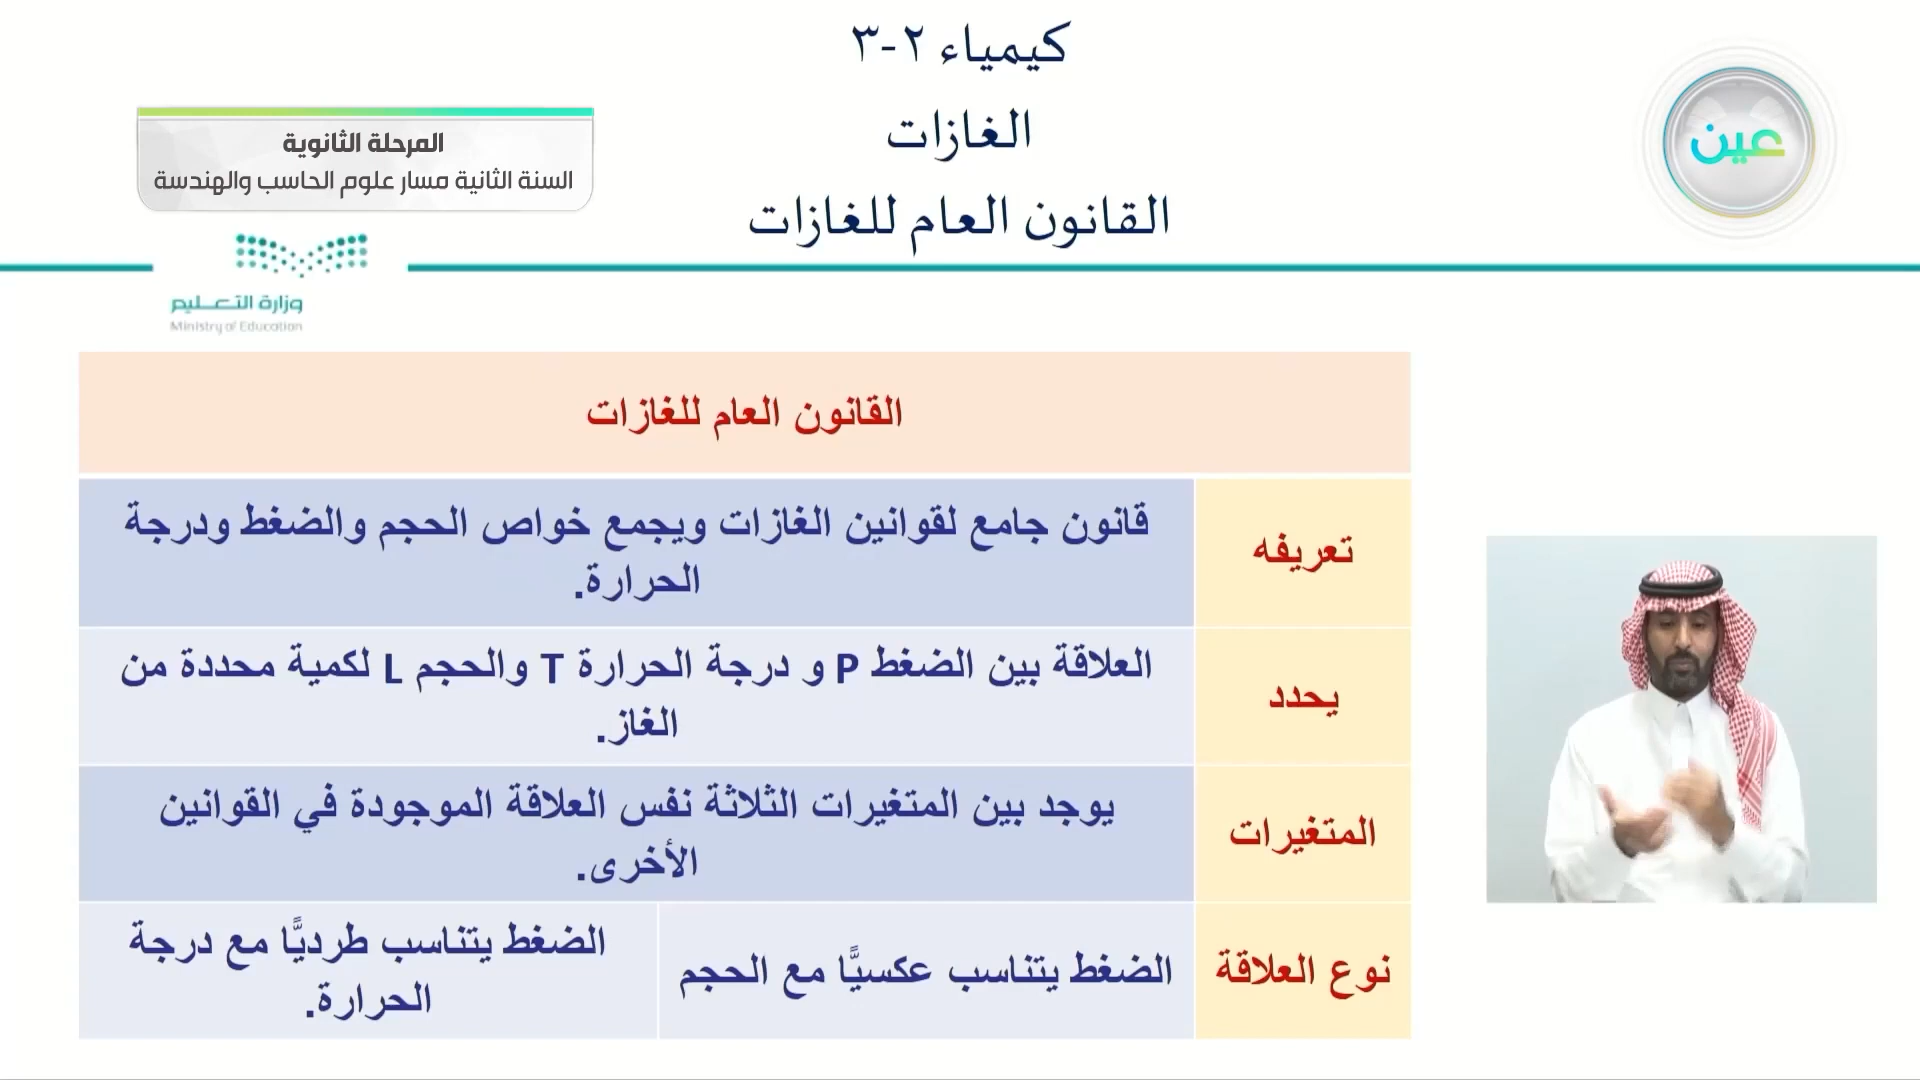 كيمياء ٢-٣
الغازات
القانون العام للغازات
عين
المرحلة الثانوية
السنة الثانية مسار علوم الحاسب والهندسة
وزارة التعليم
Ministry of Education
القانون العام للغازات
تعريفه
قانون جامع لقوانين الغازات ويجمع خواص الحجم والضغط ودرجة
الحرارة.
يحدد
العلاقة بين الضغط P و درجة الحرارة T والحجم L لكمية محددة من
الغاز.
المتغيرات
يوجد بين المتغيرات الثلاثة نفس العلاقة الموجودة في القوانين
الأخرى.
نوع العلاقة
الضغط يتناسب عكسيًّا مع الحجم
الضغط يتناسب طرديًّا مع درجة
الحرارة.